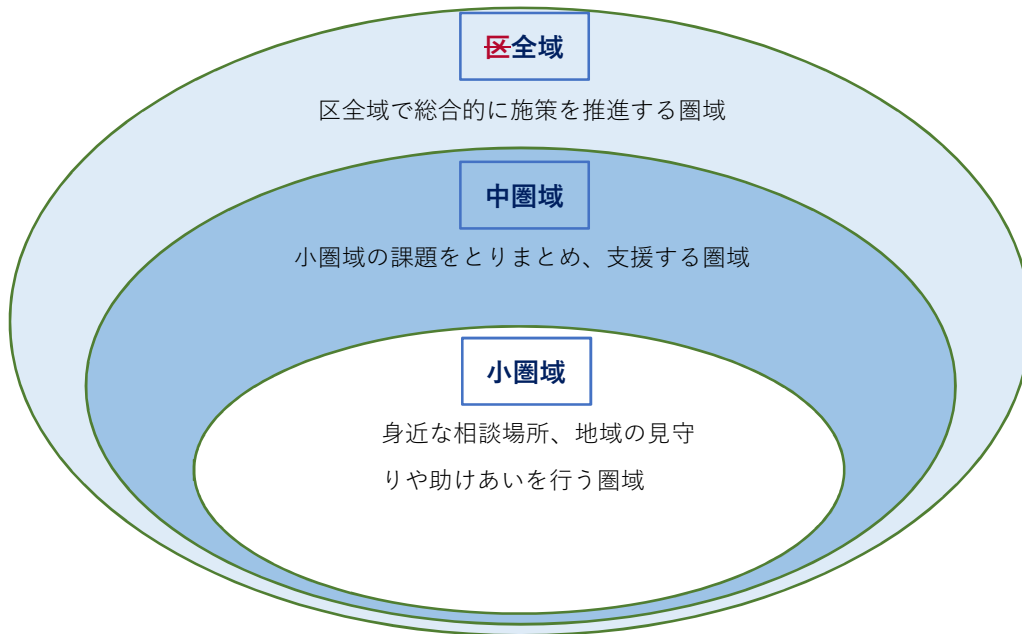 区全域
区全域で総合的に施策を推進する圏域
中圏域
小圏域の課題をとりまとめ、支援する圏域
小圏域
身近な相談場所、地域の見守
りや助けあいを行う圏域